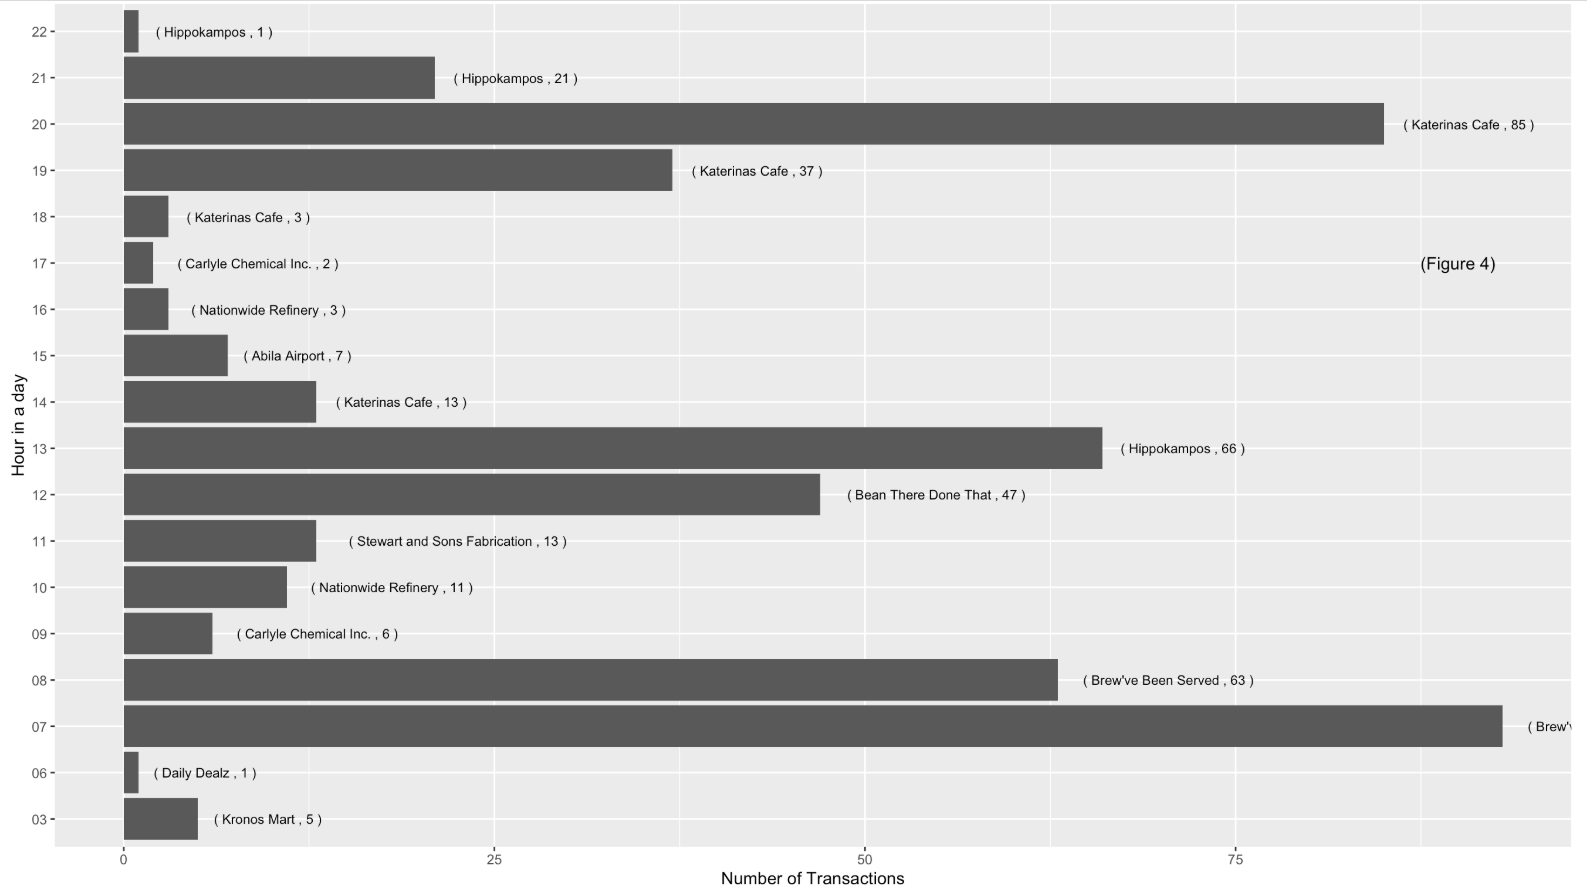 22
( Hippokampos , 1 )
21
( Hippokampos , 21 )
20
( Katerinas Cafe , 85 )
19
( Katerinas Cafe , 37 )
18
( Katerinas Cafe , 3 )
17
( Carlyle Chemical Inc. , 2 )
(Figure 4)
16
( Nationwide Refinery , 3 )
15
( Abila Airport , 7 )
14
( Katerinas Cafe , 13 )
13
( Hippokampos , 66 )
12
( Bean There Done That , 47 )
11
( Stewart and Sons Fabrication , 13 )
10
( Nationwide Refinery , 11 )
09
( Carlyle Chemical Inc. , 6 )
08
( Brew've Been Served , 63 )
07
( Brew'
06
( Daily Dealz , 1 )
03
( Kronos Mart , 5 )
Hour in a day
0 25 50 75
Number of Transactions